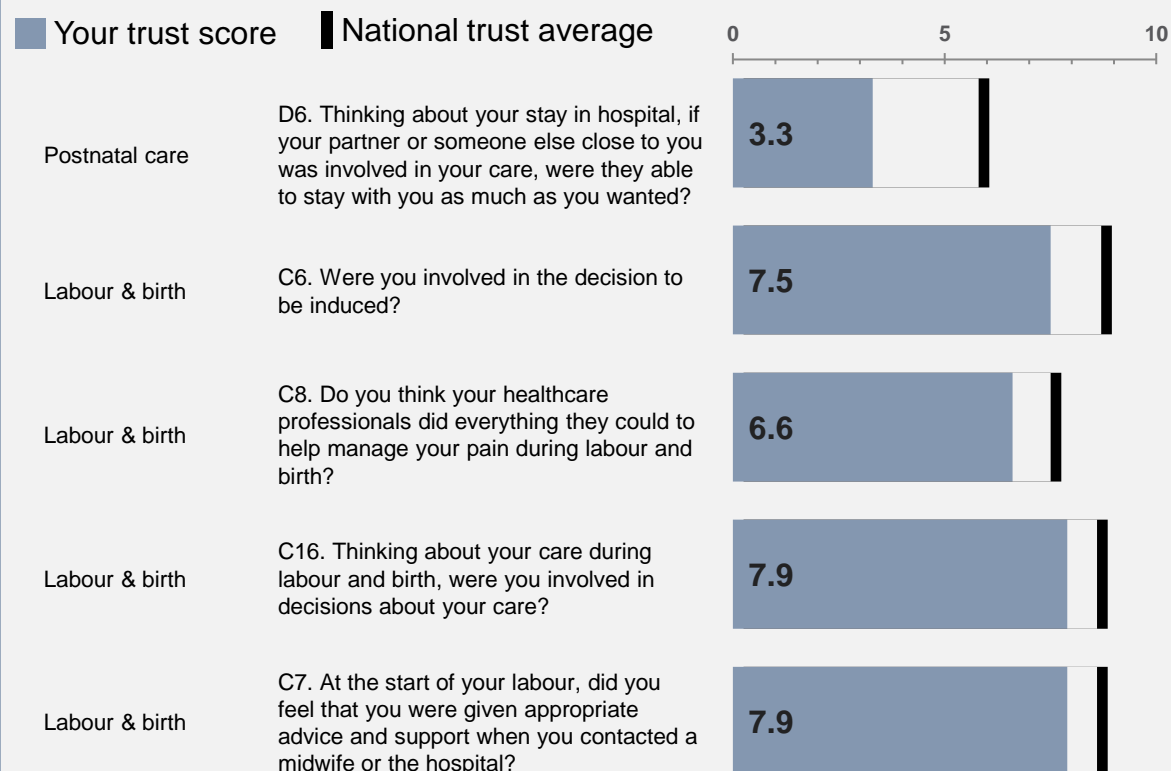 Your trust score
National trust average
0 5 10
Postnatal care
D6. Thinking about your stay in hospital, if
your partner or someone else close to you
was involved in your care, were they able
to stay with you as much as you wanted?
3.3
Labour & birth
C6. Were you involved in the decision to
be induced?
7.5
Labour & birth
C8. Do you think your healthcare
professionals did everything they could to
help manage your pain during labour and
birth?
6.6
Labour & birth
C16. Thinking about your care during
labour and birth, were you involved in
decisions about your care?
7.9
Labour & birth
C7. At the start of your labour, did you
feel that you were given appropriate
advice and support when you contacted a
midwife or the hospital?
7.9